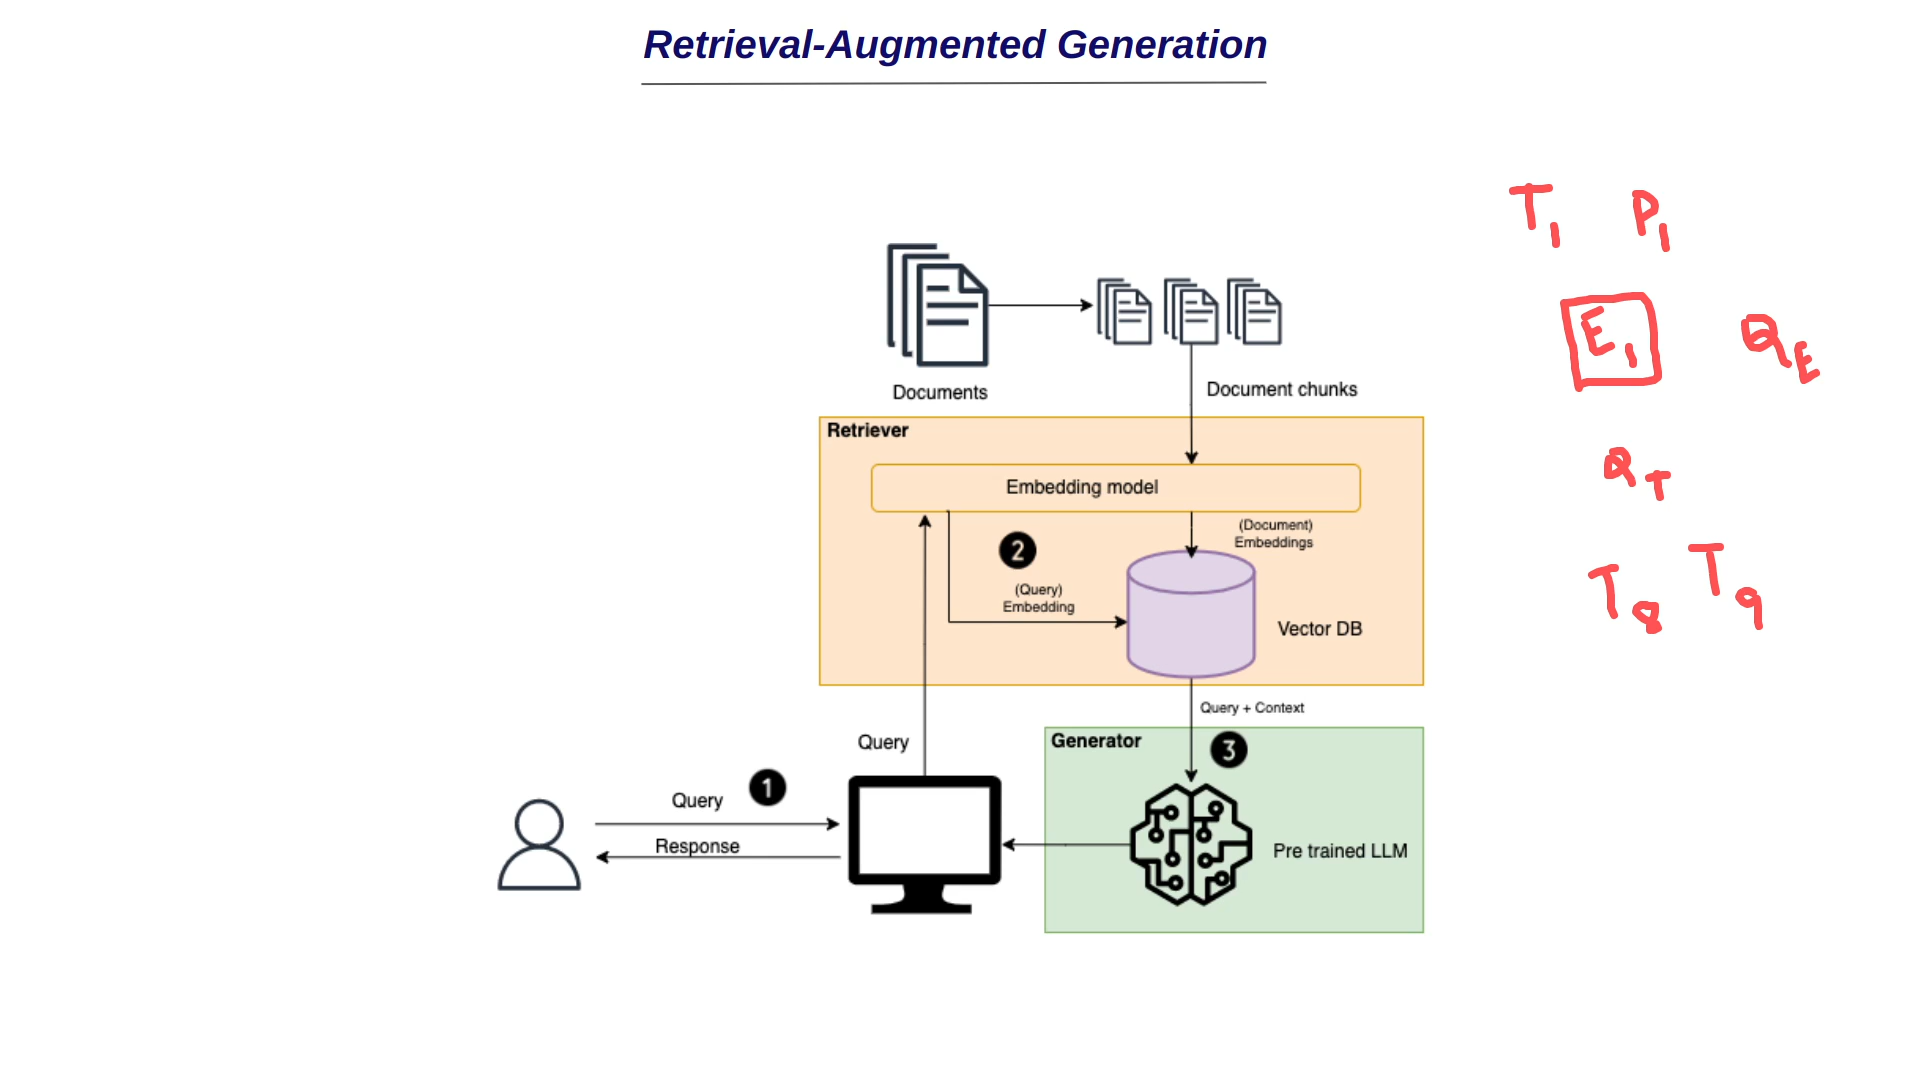 Retrieval-Augmented Generation
T1 P1
E1 QE
QT
T8 T9
Documents
Document chunks
Retriever
Embedding model
(Document)
Embeddings
2
(Query)
Embedding
Vector DB
Query + Context
Generator
3
Query
Query
1
Response
Pre trained LLM